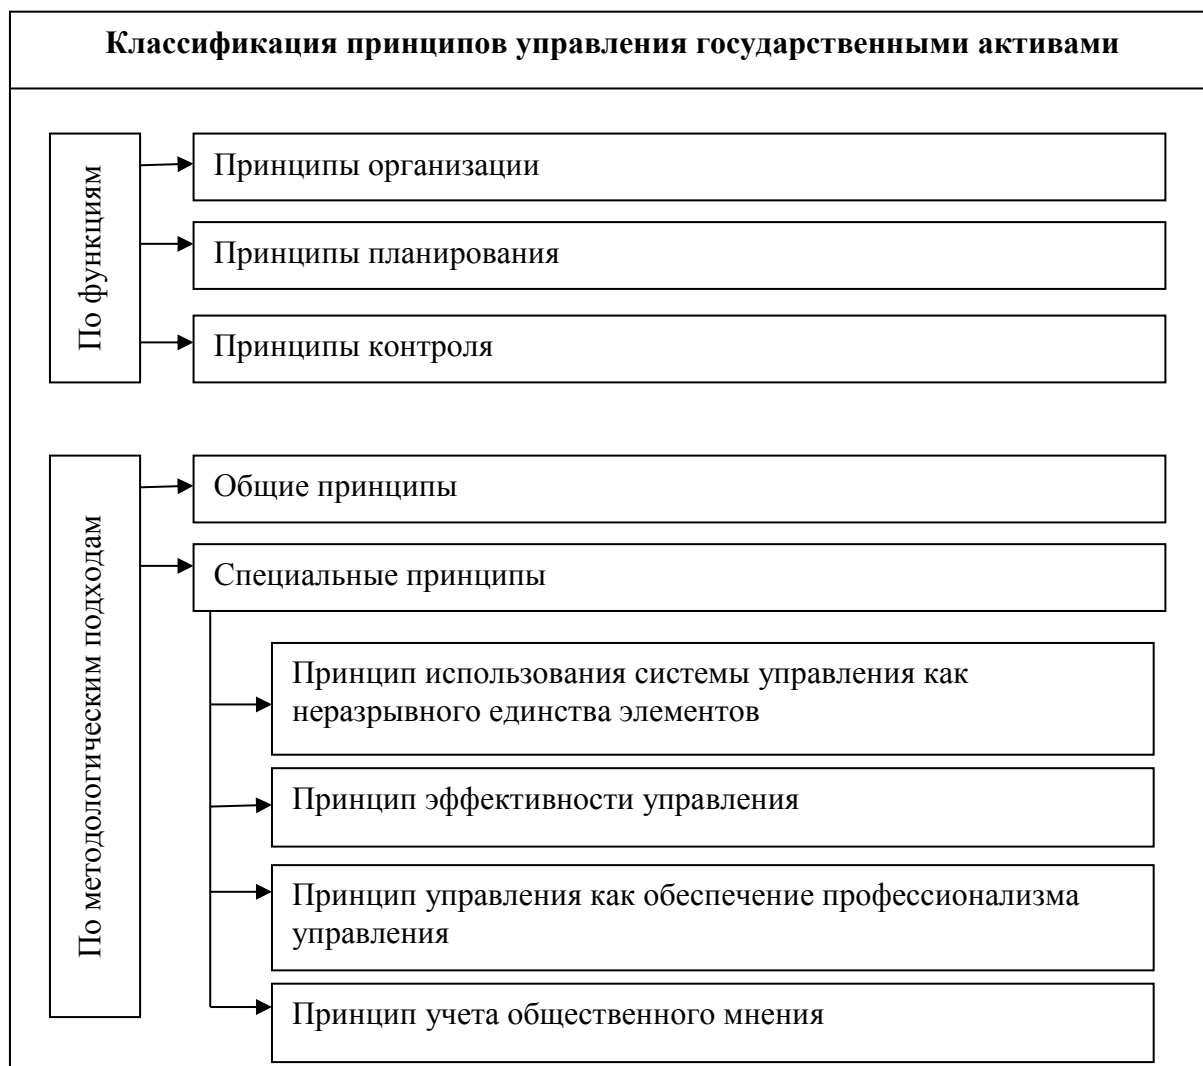 Классификация принципов управления государственными активами
По функциям
Принципы организации
Принципы планирования
Принципы контроля
По методологическим подходам
Общие принципы
Специальные принципы
Принцип использования системы управления как
неразрывного единства элементов
Принцип эффективности управления
Принцип управления как обеспечение профессионализма
управления
Принцип учета общественного мнения